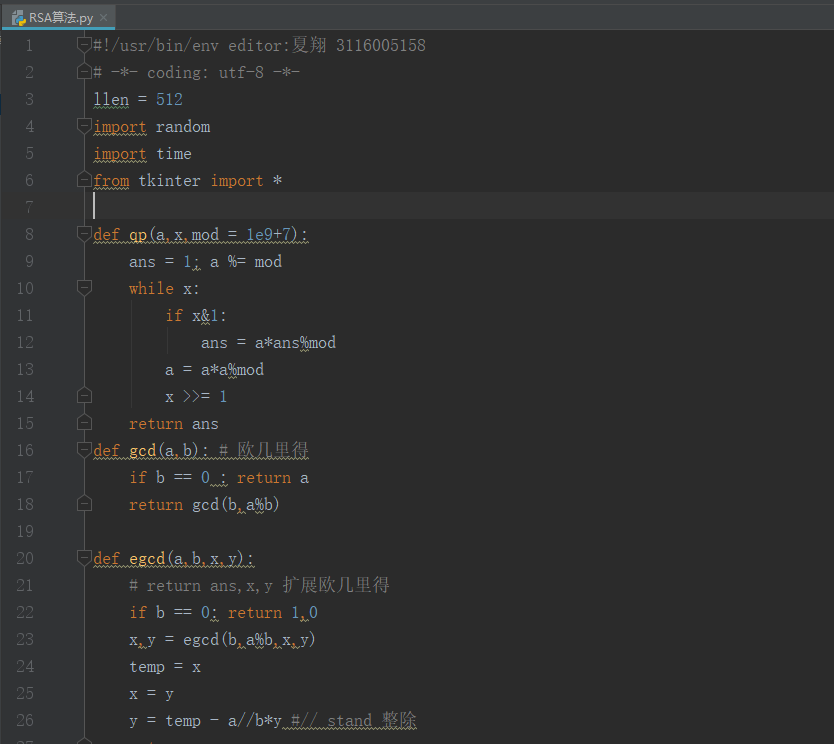 RSA算法.py ×
1 #!/usr/bin/env editor:夏翔 3116005158
2 # -*- coding: utf-8 -*-
3 llen = 512
4 import random
5 import time
6 from tkinter import *
7
8 def qp(a,x,mod = 1e9+7):
9     ans = 1; a %= mod
10     while x:
11         if x&1:
12             ans = a*ans%mod
13         a = a*a%mod
14         x >>= 1
15     return ans
16 def gcd(a,b): # 欧几里得
17     if b == 0 : return a
18     return gcd(b,a%b)
19
20 def egcd(a,b,x,y):
21     # return ans,x,y 扩展欧几里得
22     if b == 0: return 1,0
23     x,y = egcd(b,a%b,x,y)
24     temp = x
25     x = y
26     y = temp - a//b*y #// stand 整除